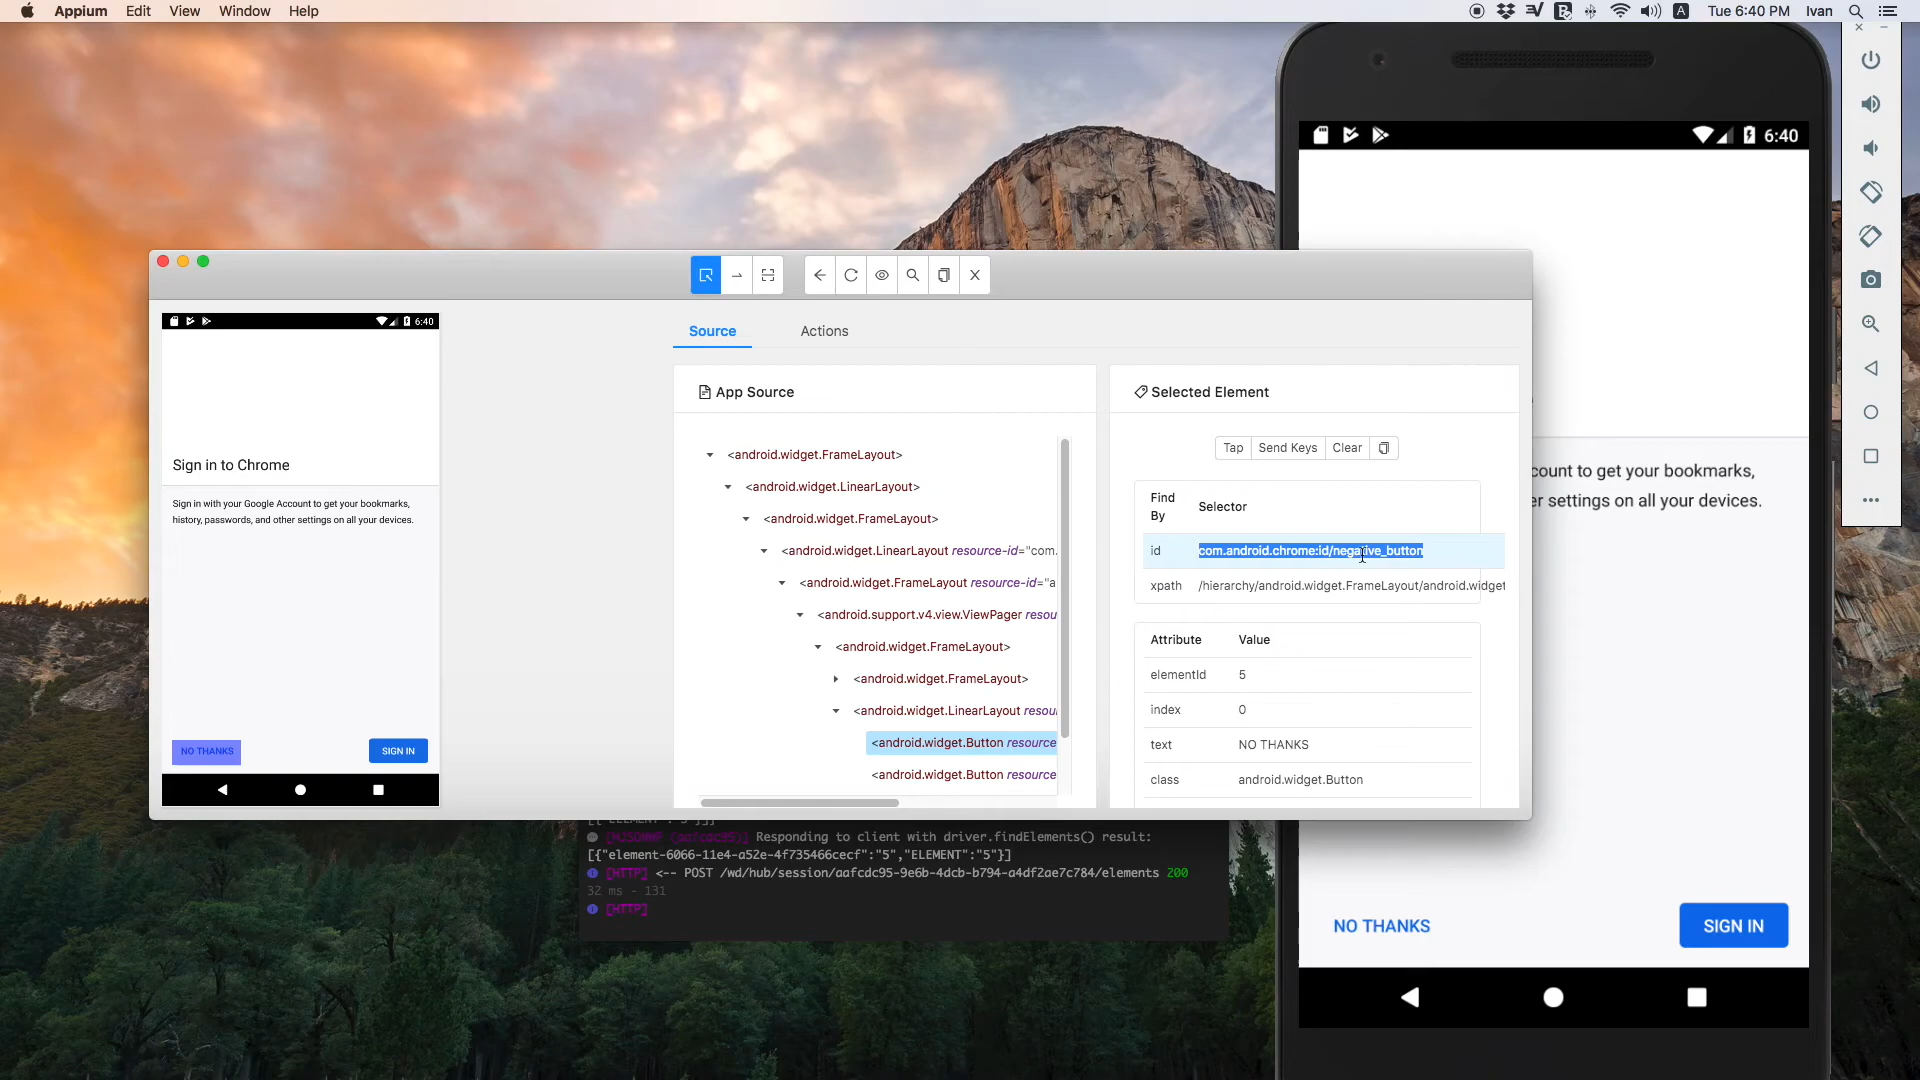 Appium Edit View Window Help
Tue 6:40 PM Ivan
6:40
Source Actions
6:40
App Source
Selected Element
<android.widget.FrameLayout>
Tap Send Keys Clear
Sign in to Chrome
<android.widget.LinearLayout>
Find By Selector
Sign in with your Google Account to get your bookmarks,
history, passwords, and other settings on all your devices.
<android.widget.FrameLayout>
<android.widget.LinearLayout resource-id="com.
id com.android.chrome:id/negative_button
<android.widget.FrameLayout resource-id="a
xpath /hierarchy/android.widget.FrameLayout/android.widget
<android.support.v4.view.ViewPager resou
<android.widget.FrameLayout>
Attribute Value
<android.widget.FrameLayout>
elementId 5
<android.widget.LinearLayout resou
index 0
<android.widget.Button resource
text NO THANKS
<android.widget.Button resource
class android.widget.Button
NO THANKS SIGN IN
count to get your bookmarks,
er settings on all your devices.
[MJSONWP (aafcdc95)] Responding to client with driver.findElements() result:
[{"element-6066-11e4-a52e-4f735466cecf":"5","ELEMENT":"5"}]
[HTTP] <-- POST /wd/hub/session/aafcdc95-9e6b-4dcb-b794-a4df2ae7c784/elements 200
32 ms - 131
[HTTP]
NO THANKS SIGN IN